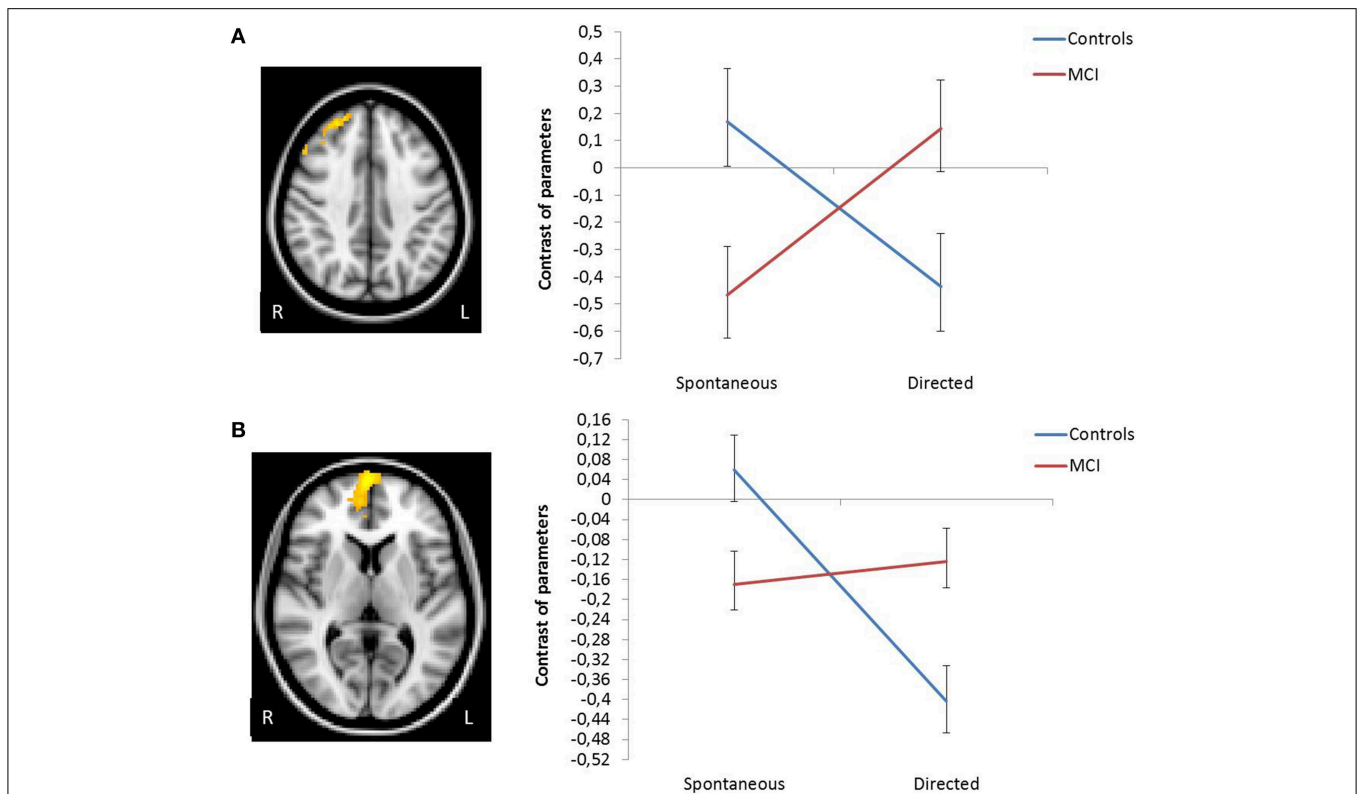 A
R L
Contrast of parameters
0,5
0,4
0,3
0,2
0,1
0
-0,1
-0,2
-0,3
-0,4
-0,5
-0,6
-0,7
Spontaneous Directed
Controls
MCI
B
R L
Contrast of parameters
0,16
0,12
0,08
0,04
0
-0,04
-0,08
-0,12
-0,16
-0,2
-0,24
-0,28
-0,32
-0,36
-0,4
-0,44
-0,48
-0,52
Spontaneous Directed
Controls
MCI